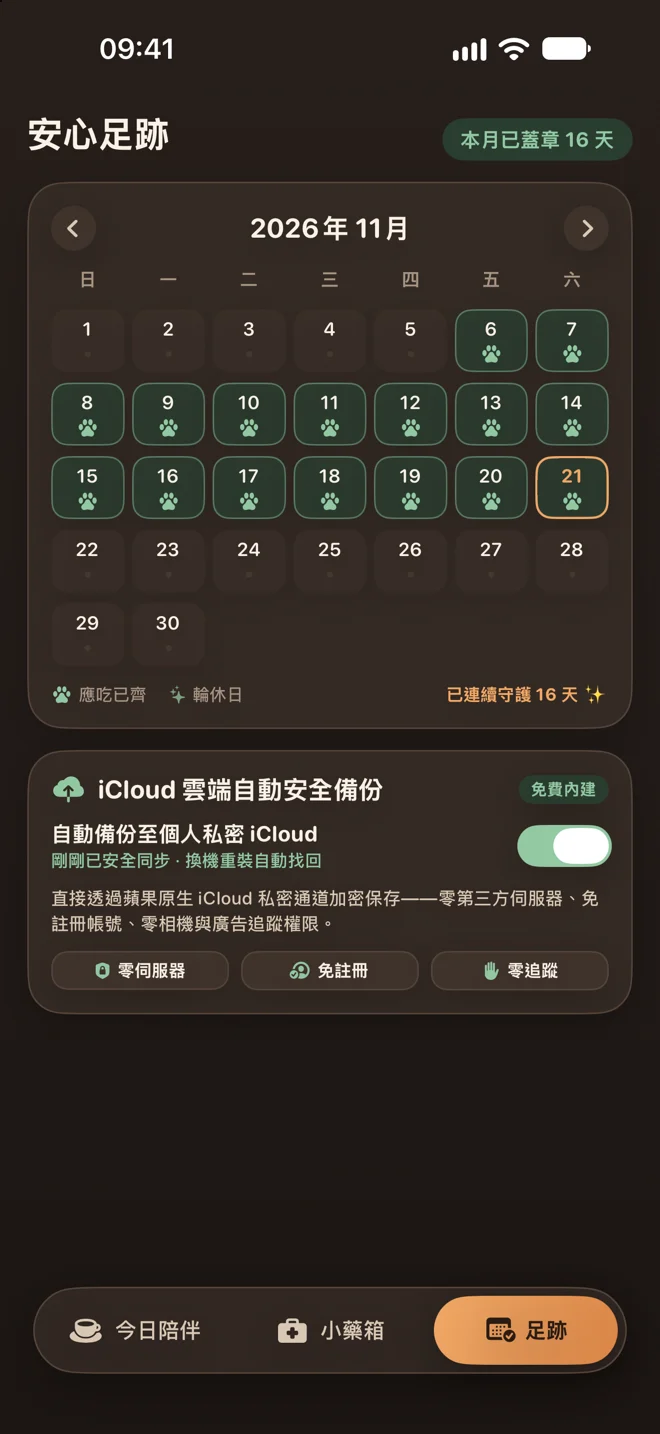 09:41
安心足跡
本月已蓋章 16 天
2026 年 11 月
日 一 二 三 四 五 六
1 2 3 4 5 6 7
8 9 10 11 12 13 14
15 16 17 18 19 20 21
22 23 24 25 26 27 28
29 30
應吃已齊 輪休日 已連續守護 16 天 ✨
iCloud 雲端自動安全備份 免費內建
自動備份至個人私密 iCloud
剛剛已安全同步 · 換機重裝自動找回
直接透過蘋果原生 iCloud 私密通道加密保存——零第三方伺服器、免
註冊帳號、零相機與廣告追蹤權限。
零伺服器 免註冊 零追蹤
今日陪伴 小藥箱 足跡